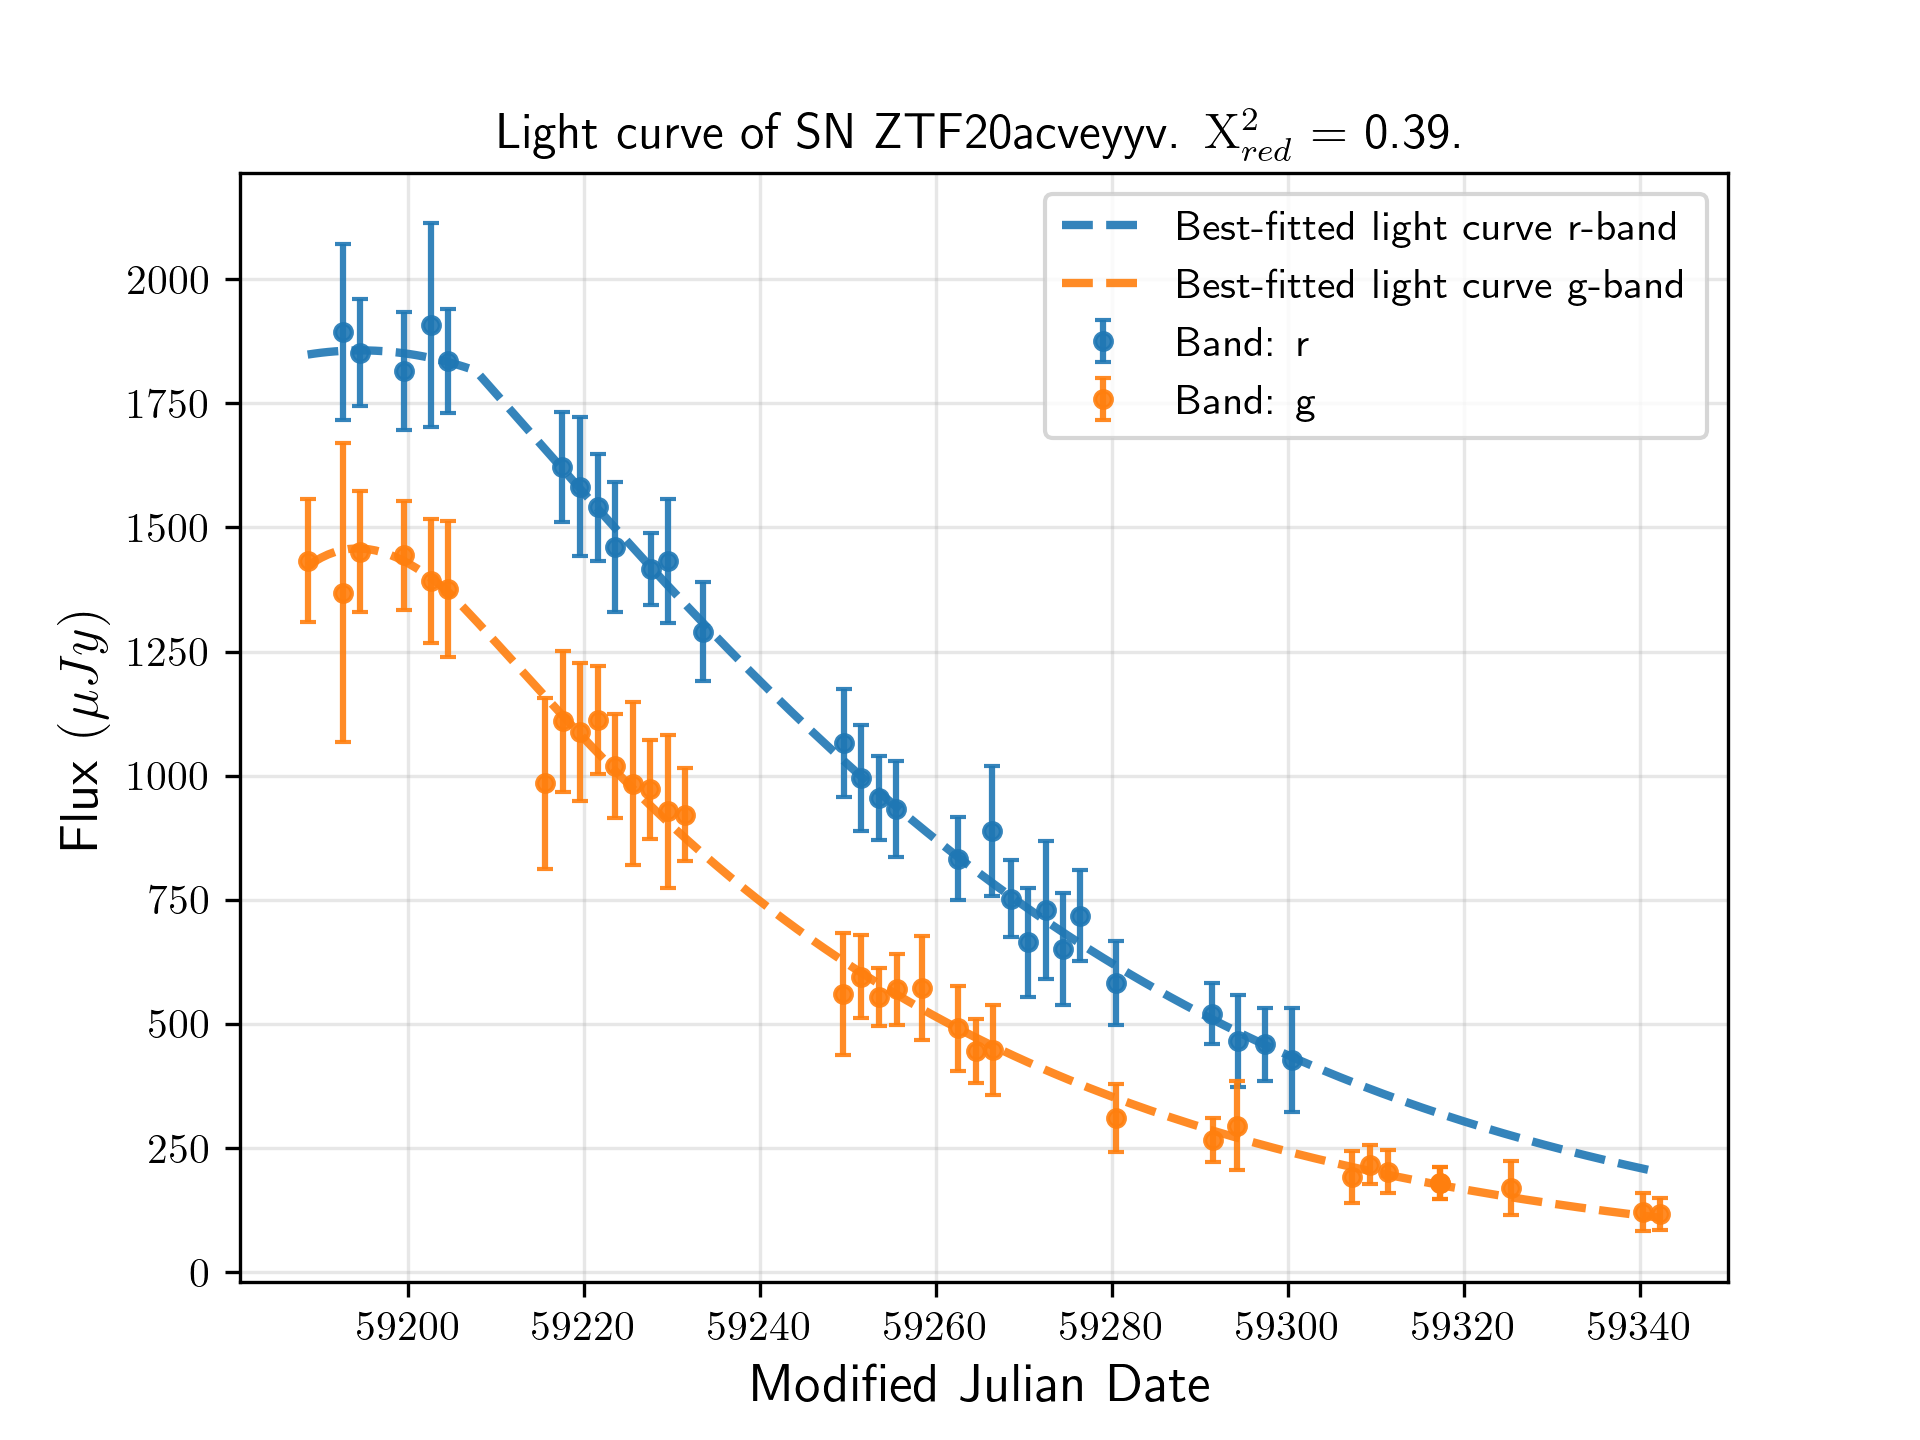 Light curve of SN ZTF20acveyyv. X²_red = 0.39.
Best-fitted light curve r-band
Best-fitted light curve g-band
Band: r
Band: g
Flux (μJy)
2000
1750
1500
1250
1000
750
500
250
0
59200 59220 59240 59260 59280 59300 59320 59340
Modified Julian Date